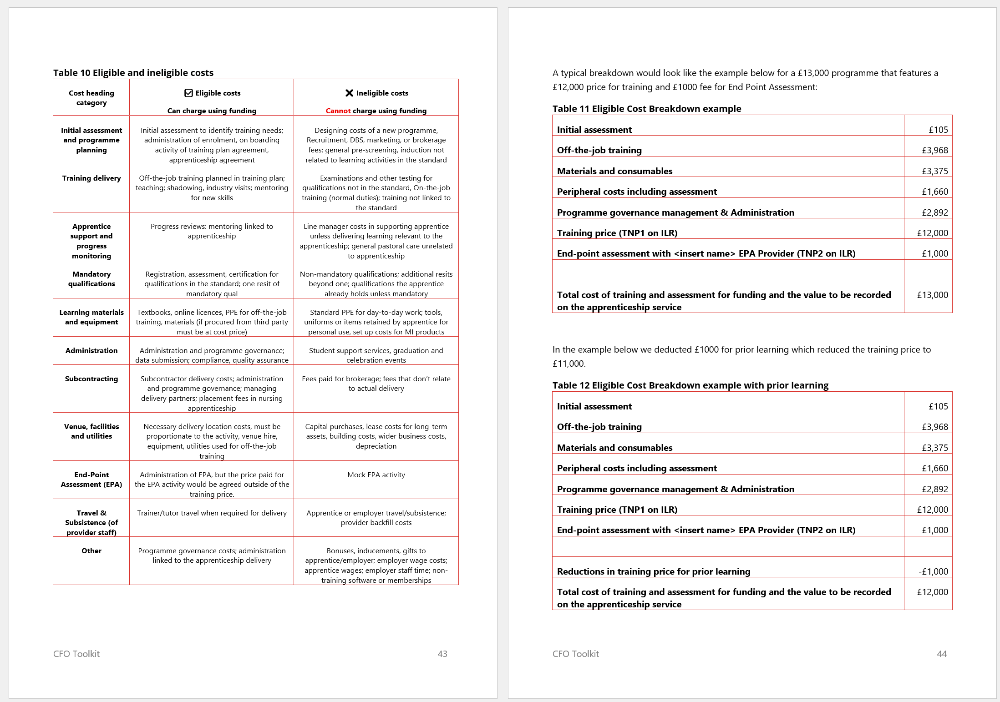 Table 10 Eligible and ineligible costs
Cost heading
category
☑ Eligible costs
Can charge using funding
✖ Ineligible costs
Cannot charge using funding
Initial assessment
and programme
planning
Initial assessment to identify training needs;
administration of enrolment, on boarding
activity of training plan agreement,
apprenticeship agreement
Designing costs of a new programme,
Recruitment, DBS, marketing, or brokerage
fees; general pre-screening, induction not
related to learning activities in the standard
Training delivery
Off-the-job training planned in training plan;
teaching; shadowing, industry visits; mentoring
for new skills
Examinations and other testing for
qualifications not in the standard, On-the-job
training (normal duties); training not linked to
the standard
Apprentice
support and
progress
monitoring
Progress reviews: mentoring linked to
apprenticeship
Line manager costs in supporting apprentice
unless delivering learning relevant to the
apprenticeship; general pastoral care unrelated
to apprenticeship
Mandatory
qualifications
Registration, assessment, certification for
qualifications in the standard; one resit of
mandatory qual
Non-mandatory qualifications; additional resits
beyond one; qualifications the apprentice
already holds unless mandatory
Learning materials
and equipment
Textbooks, online licences, PPE for off-the-job
training, materials (if procured from third party
must be at cost price)
Standard PPE for day-to-day work; tools,
uniforms or items retained by apprentice for
personal use, set up costs for MI products
Administration
Administration and programme governance;
data submission; compliance, quality assurance
Student support services, graduation and
celebration events
Subcontracting
Subcontractor delivery costs; administration
and programme governance; managing
delivery partners; placement fees in nursing
apprenticeship
Fees paid for brokerage; fees that don't relate
to actual delivery
Venue, facilities
and utilities
Necessary delivery location costs, must be
proportionate to the activity, venue hire,
equipment, utilities used for off-the-job
training
Capital purchases, lease costs for long-term
assets, building costs, wider business costs,
depreciation
End-Point
Assessment (EPA)
Administration of EPA, but the price paid for
the EPA activity would be agreed outside of the
training price.
Mock EPA activity
Travel &
Subsistence (of
provider staff)
Trainer/tutor travel when required for delivery
Apprentice or employer travel/subsistence;
provider backfill costs
Other
Programme governance costs; administration
linked to the apprenticeship delivery
Bonuses, inducements, gifts to
apprentice/employer; employer wage costs;
apprentice wages; employer staff time; non-
training software or memberships
CFO Toolkit 43
A typical breakdown would look like the example below for a £13,000 programme that features a
£12,000 price for training and £1000 fee for End Point Assessment:
Table 11 Eligible Cost Breakdown example
Initial assessment £105
Off-the-job training £3,968
Materials and consumables £3,375
Peripheral costs including assessment £1,660
Programme governance management & Administration £2,892
Training price (TNP1 on ILR) £12,000
End-point assessment with <insert name> EPA Provider (TNP2 on ILR) £1,000
Total cost of training and assessment for funding and the value to be recorded £13,000
on the apprenticeship service
In the example below we deducted £1000 for prior learning which reduced the training price to
£11,000.
Table 12 Eligible Cost Breakdown example with prior learning
Initial assessment £105
Off-the-job training £3,968
Materials and consumables £3,375
Peripheral costs including assessment £1,660
Programme governance management & Administration £2,892
Training price (TNP1 on ILR) £12,000
End-point assessment with <insert name> EPA Provider (TNP2 on ILR) £1,000
Reductions in training price for prior learning -£1,000
Total cost of training and assessment for funding and the value to be recorded £12,000
on the apprenticeship service
CFO Toolkit 44